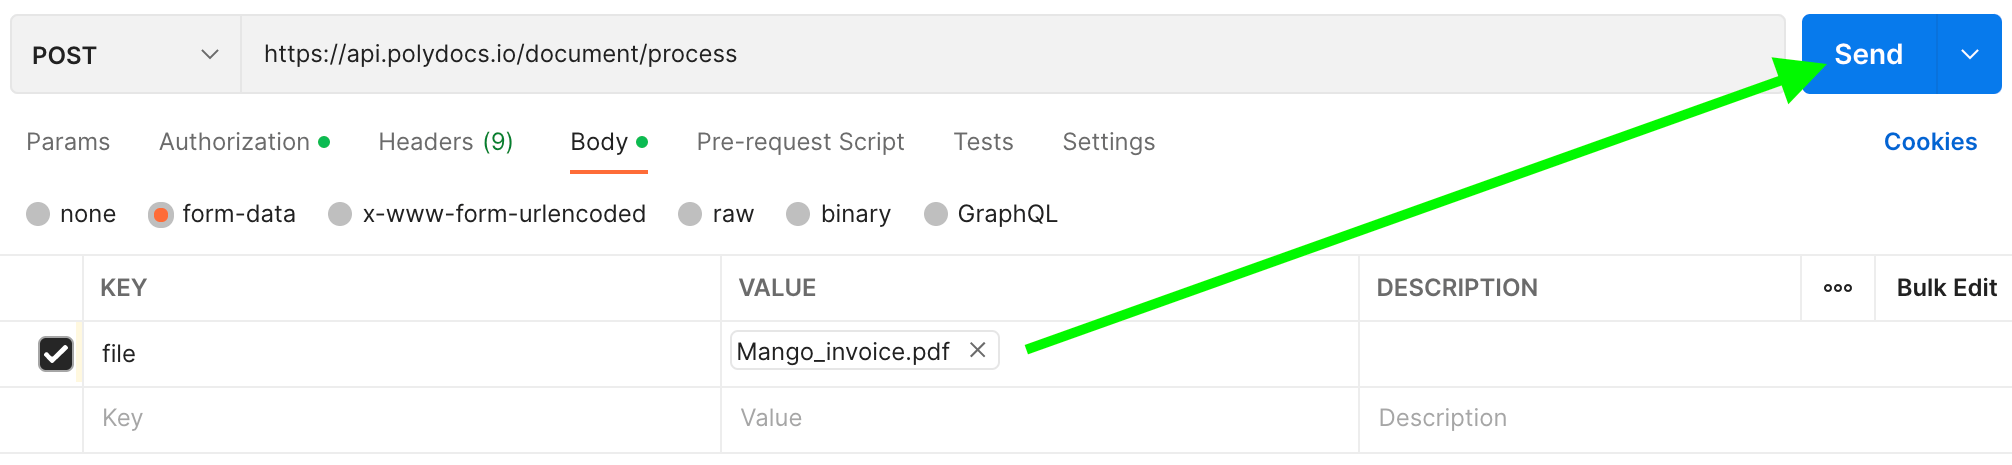 POST https://api.polydocs.io/document/process Send
Params Authorization Headers (9) Body Pre-request Script Tests Settings Cookies
none form-data x-www-form-urlencoded raw binary GraphQL
KEY VALUE DESCRIPTION ooo Bulk Edit
file Mango_invoice.pdf
Key Value Description